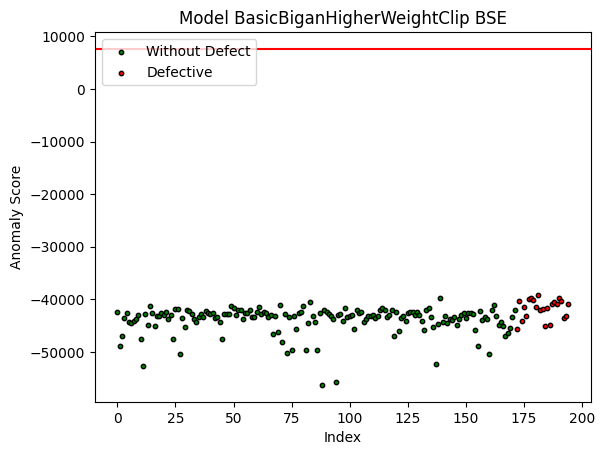 Model BasicBiganHigherWeightClip BSE
10000
0
−10000
−20000
−30000
−40000
−50000
Anomaly Score
Without Defect
Defective
0 25 50 75 100 125 150 175 200
Index